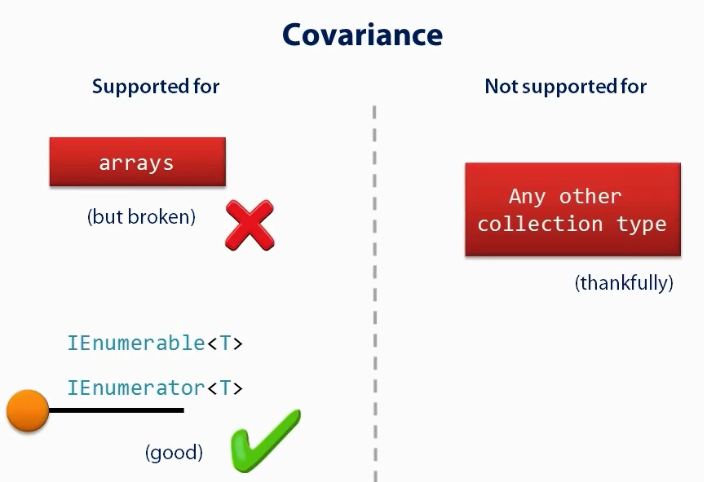 Covariance
Supported for
arrays
(but broken)
IEnumerable<T>
IEnumerator<T>
(good)
Not supported for
Any other
collection type
(thankfully)